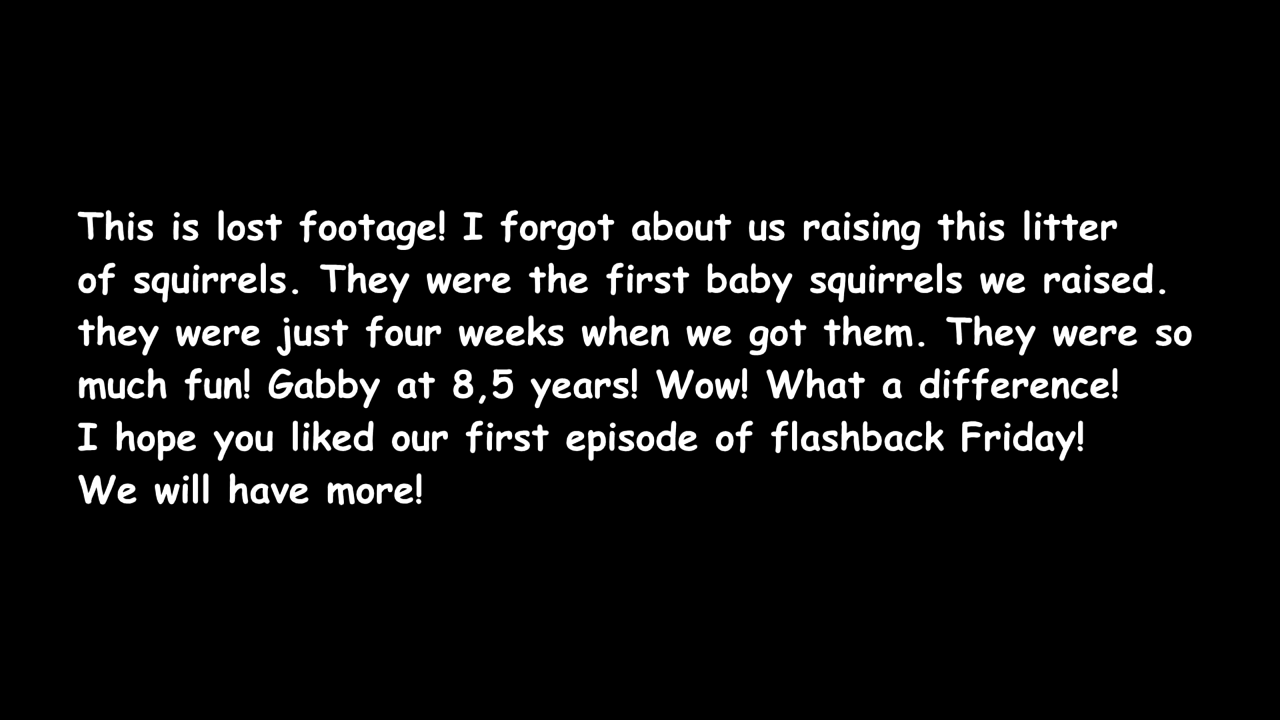 This is lost footage! I forgot about us raising this litter
of squirrels. They were the first baby squirrels we raised.
they were just four weeks when we got them. They were so
much fun! Gabby at 8,5 years! Wow! What a difference!
I hope you liked our first episode of flashback Friday!
We will have more!